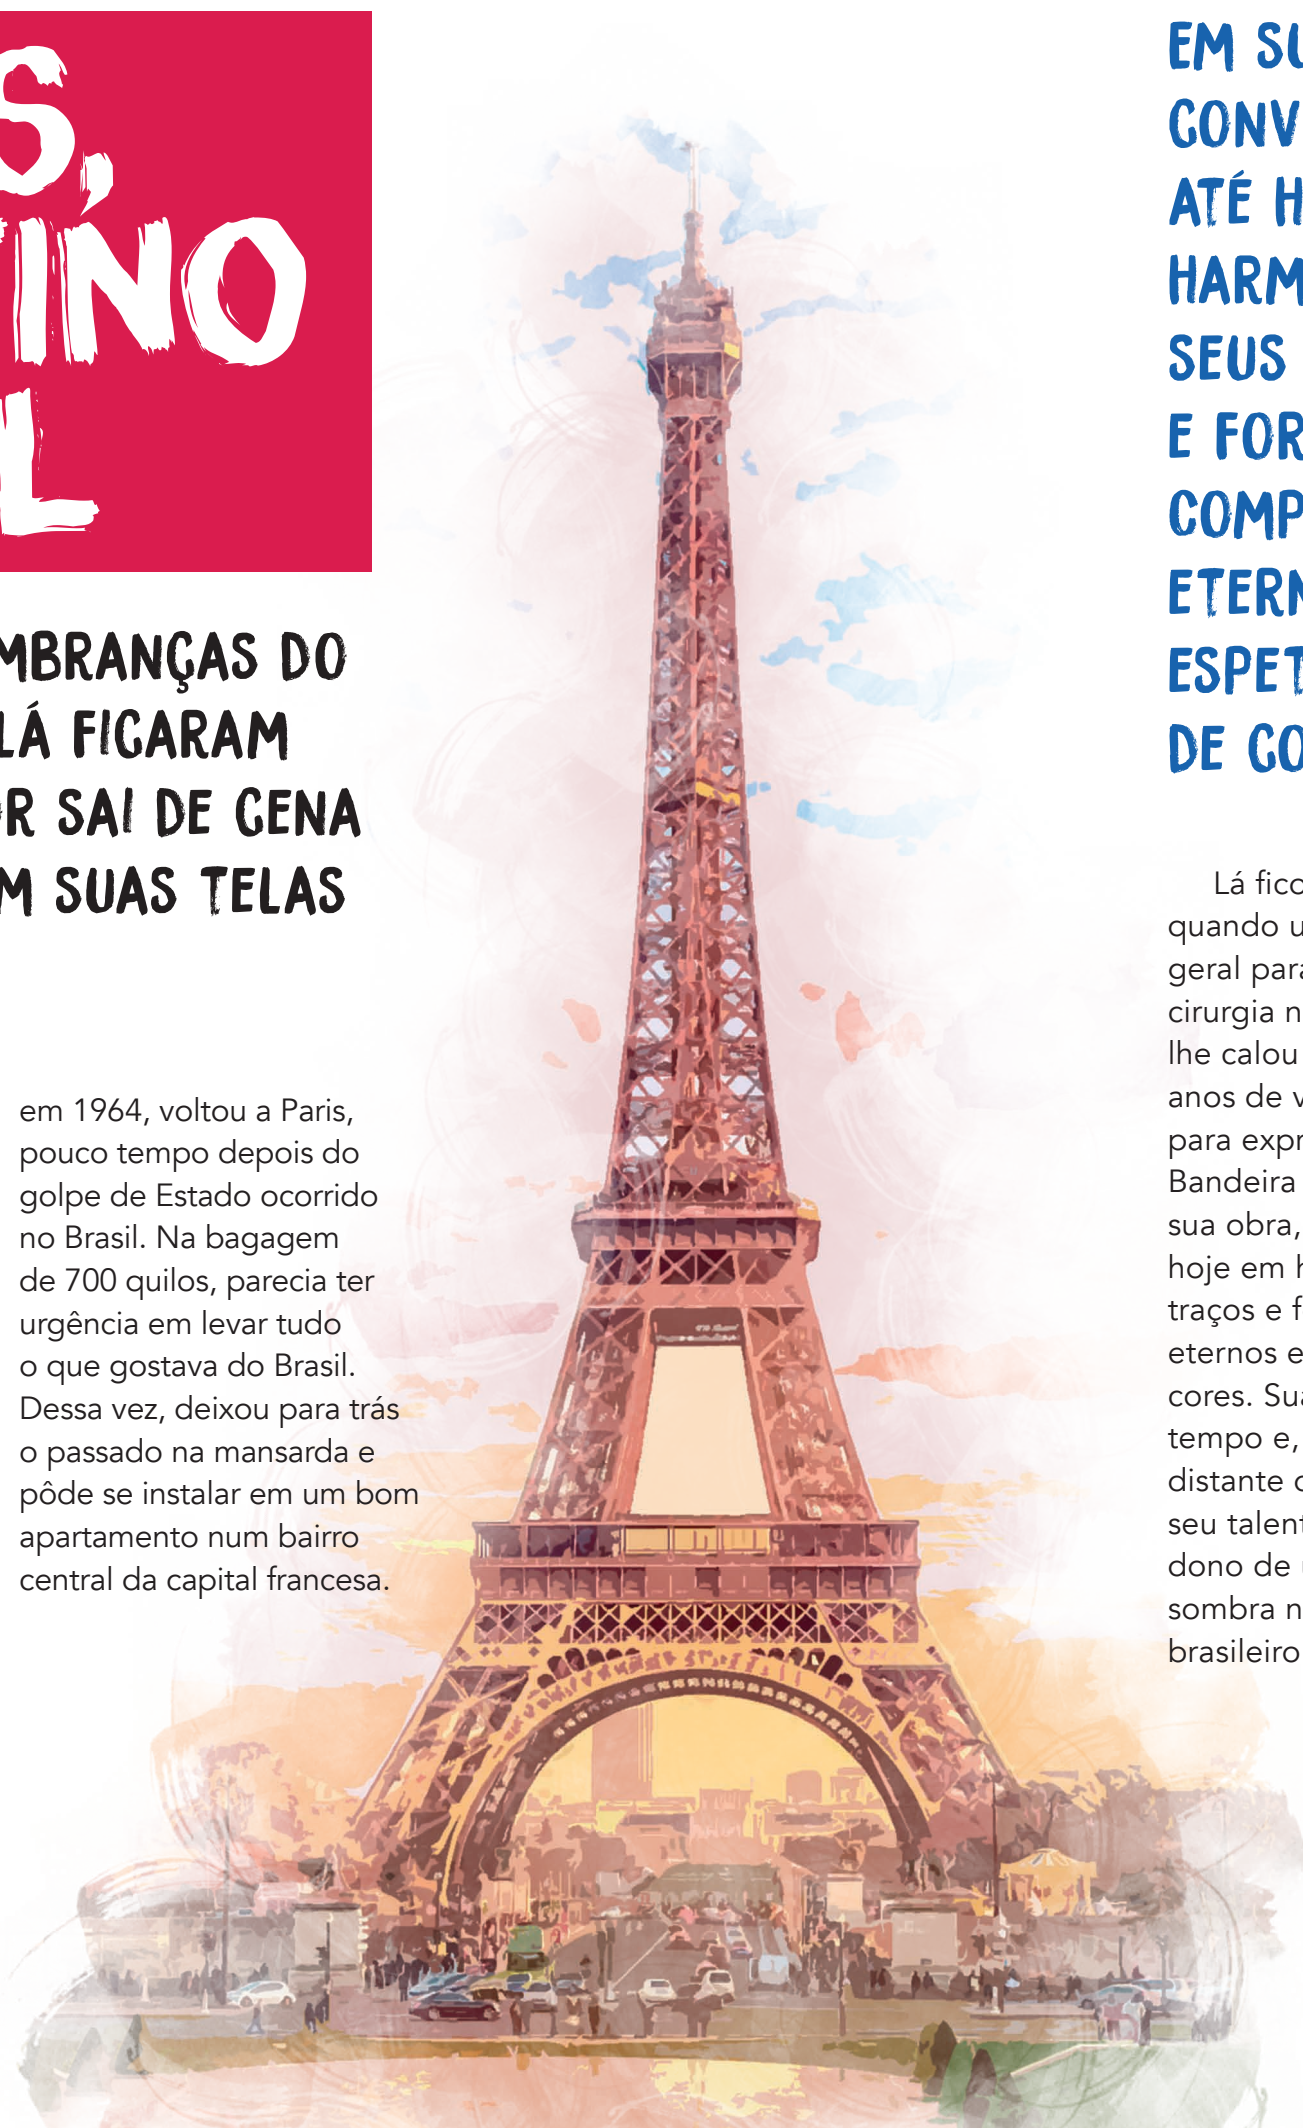 S,
INO
L
MBRANÇAS DO
LÁ FICARAM
R SAI DE CENA
M SUAS TELAS
em 1964, voltou a Paris,
pouco tempo depois do
golpe de Estado ocorrido
no Brasil. Na bagagem
de 700 quilos, parecia ter
urgência em levar tudo
o que gostava do Brasil.
Dessa vez, deixou para trás
o passado na mansarda e
pôde se instalar em um bom
apartamento num bairro
central da capital francesa.
EM SU
CONV
ATÉ H
HARM
SEUS
E FOR
COMP
ETERN
ESPET
DE CO
Lá fico
quando u
geral para
cirurgia n
lhe calou
anos de v
para expr
Bandeira
sua obra,
hoje em h
traços e f
eternos e
cores. Sua
tempo e,
distante d
seu talent
dono de u
sombra n
brasileiro